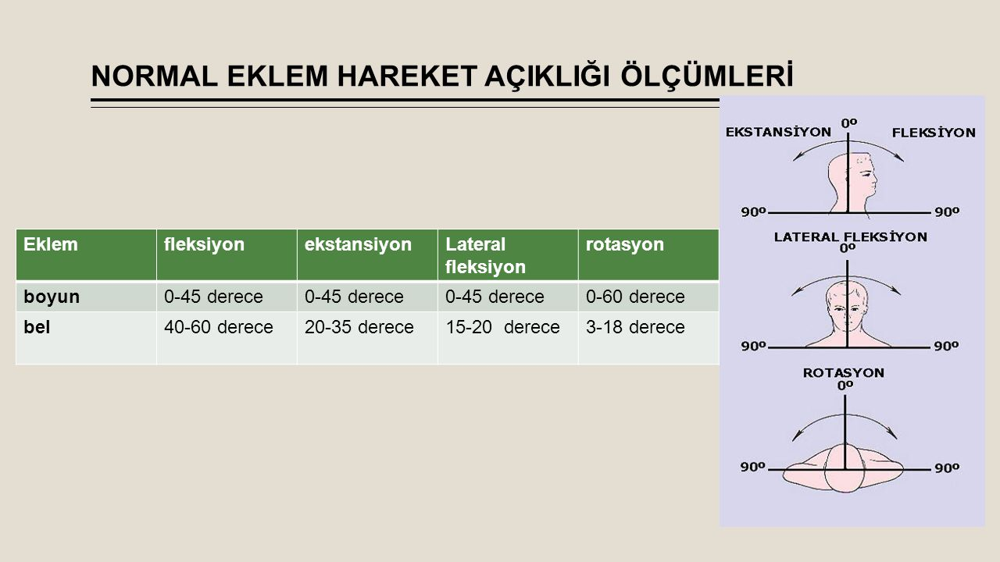 NORMAL EKLEM HAREKET AÇIKLIĞI ÖLÇÜMLERİ
Eklem fleksiyon ekstansiyon Lateral fleksiyon rotasyon
boyun 0-45 derece 0-45 derece 0-45 derece 0-60 derece
bel 40-60 derece 20-35 derece 15-20 derece 3-18 derece
0º
EKSTANSİYON FLEKSİYON
90º 90º
LATERAL FLEKSİYON
0º
90º 90º
ROTASYON
0º
90º 90º